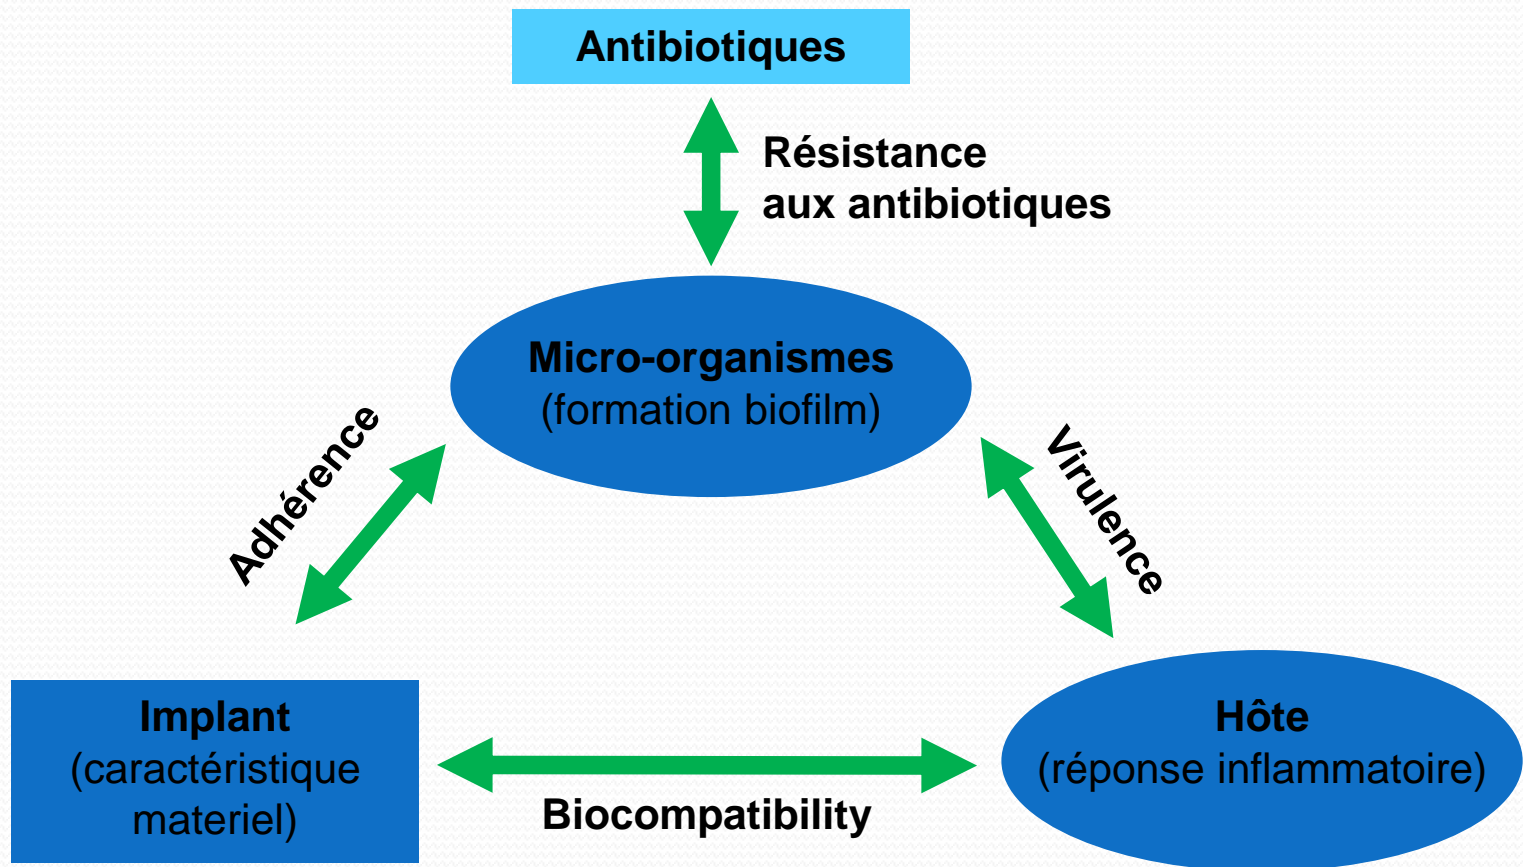 Antibiotiques
Résistance
aux antibiotiques
Micro-organismes
(formation biofilm)
Adhérence
Virulence
Implant
(caractéristique
materiel)
Hôte
(réponse inflammatoire)
Biocompatibility